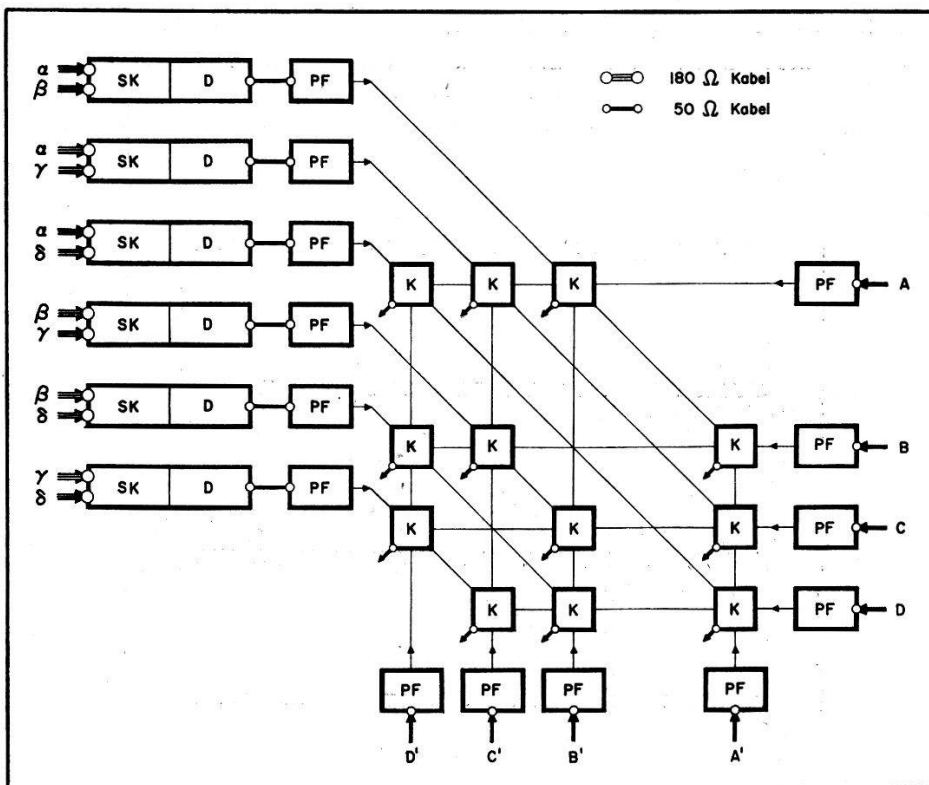 α
β SK D PF
180 Ω Kabel
50 Ω Kabel
α
γ SK D PF
α
δ SK D PF
K K K PF A
β
γ SK D PF
β
δ SK D PF
K K K PF B
γ
δ SK D PF
K K K PF C
K K K PF D
PF PF PF PF
D' C' B' A'